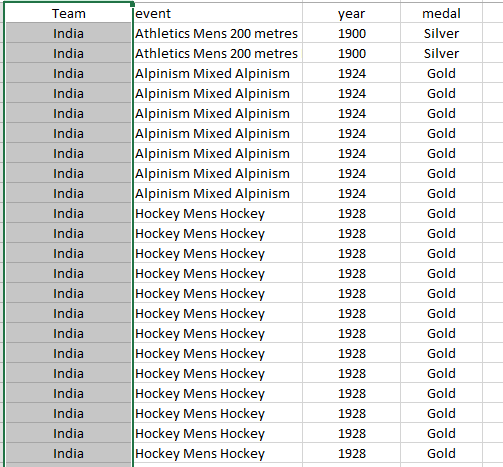 Team event year medal
India Athletics Mens 200 metres 1900 Silver
India Athletics Mens 200 metres 1900 Silver
India Alpinism Mixed Alpinism 1924 Gold
India Alpinism Mixed Alpinism 1924 Gold
India Alpinism Mixed Alpinism 1924 Gold
India Alpinism Mixed Alpinism 1924 Gold
India Alpinism Mixed Alpinism 1924 Gold
India Alpinism Mixed Alpinism 1924 Gold
India Alpinism Mixed Alpinism 1924 Gold
India Hockey Mens Hockey 1928 Gold
India Hockey Mens Hockey 1928 Gold
India Hockey Mens Hockey 1928 Gold
India Hockey Mens Hockey 1928 Gold
India Hockey Mens Hockey 1928 Gold
India Hockey Mens Hockey 1928 Gold
India Hockey Mens Hockey 1928 Gold
India Hockey Mens Hockey 1928 Gold
India Hockey Mens Hockey 1928 Gold
India Hockey Mens Hockey 1928 Gold
India Hockey Mens Hockey 1928 Gold
India Hockey Mens Hockey 1928 Gold
India Hockey Mens Hockey 1928 Gold